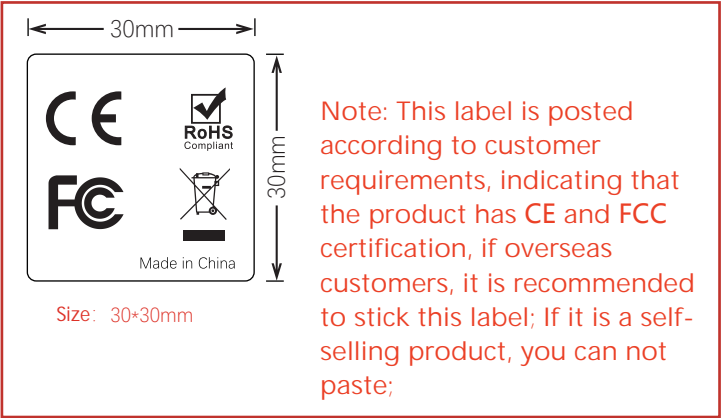 30mm
CE
RoHS
Compliant
FC
30mm
Made in China
Size: 30*30mm
Note: This label is posted
according to customer
requirements, indicating that
the product has CE and FCC
certification, if overseas
customers, it is recommended
to stick this label; If it is a self-
selling product, you can not
paste;